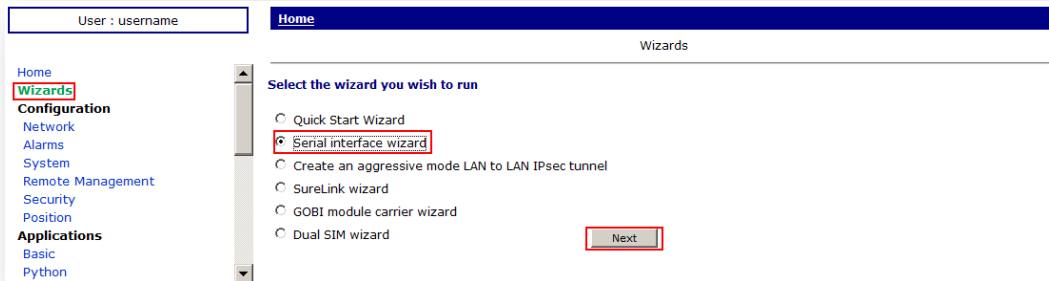 User : username
Home
Wizards
Home
Wizards
Configuration
Network
Alarms
System
Remote Management
Security
Position
Applications
Basic
Python
Select the wizard you wish to run
Quick Start Wizard
Serial interface wizard
Create an aggressive mode LAN to LAN IPsec tunnel
SureLink wizard
GOBI module carrier wizard
Dual SIM wizard
Next